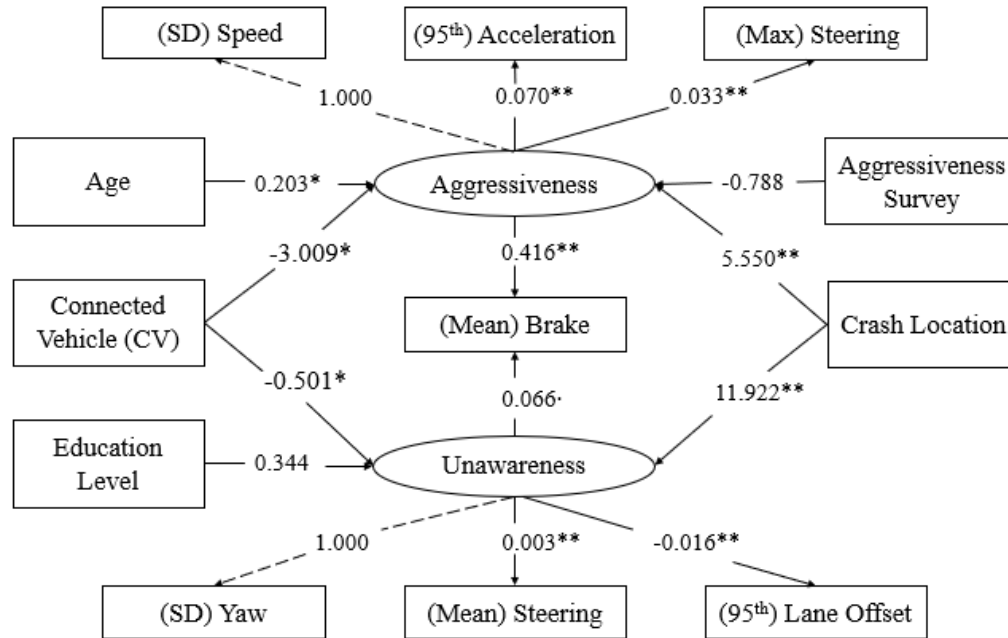 (SD) Speed
(95th) Acceleration
(Max) Steering
1.000
0.070**
0.033**
Age
0.203*
Aggressiveness
-0.788
Aggressiveness
Survey
-3.009*
0.416**
5.550**
Connected
Vehicle (CV)
(Mean) Brake
Crash Location
-0.501*
0.066·
11.922**
Education
Level
0.344
Unawareness
1.000
0.003**
-0.016**
(SD) Yaw
(Mean) Steering
(95th) Lane Offset